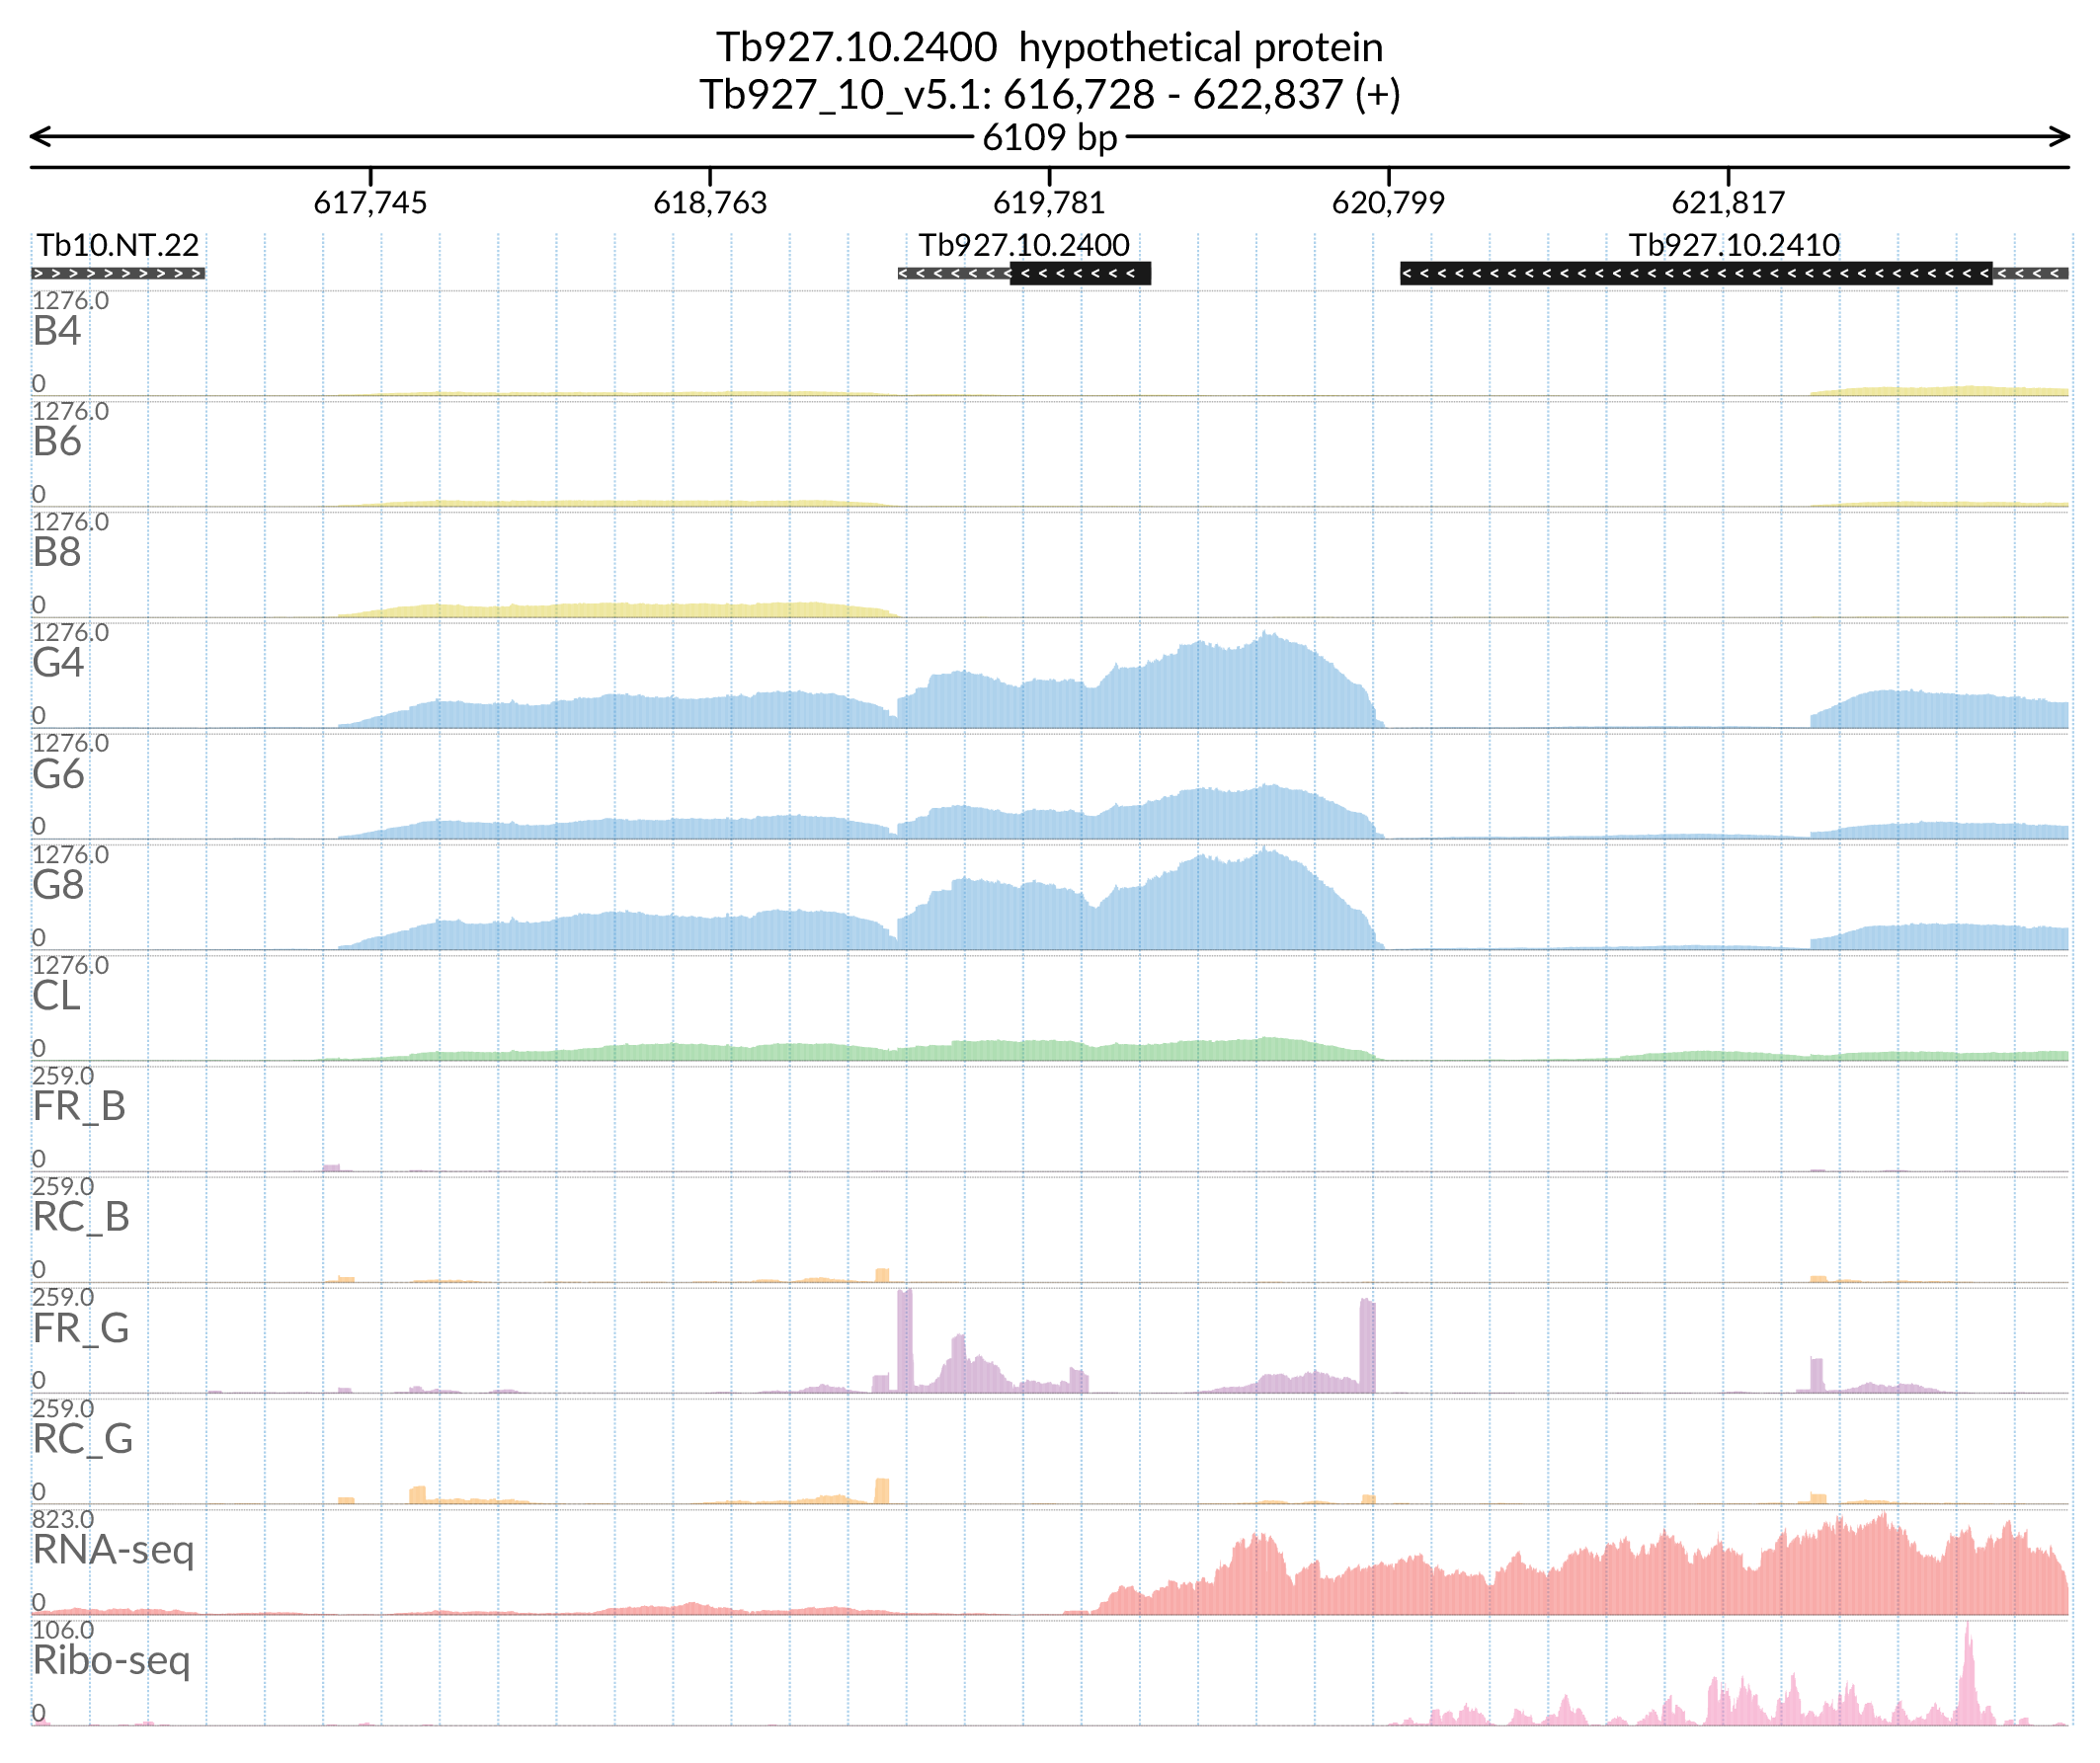 Tb927.10.2400 hypothetical protein
Tb927_10_v5.1: 616,728 - 622,837 (+)
6109 bp
617,745 618,763 619,781 620,799 621,817
Tb10.NT.22 Tb927.10.2400 Tb927.10.2410
1276.0
B4
0
1276.0
B6
0
1276.0
B8
0
1276.0
G4
0
1276.0
G6
0
1276.0
G8
0
1276.0
CL
0
259.0
FR_B
0
259.0
RC_B
0
259.0
FR_G
0
259.0
RC_G
0
823.0
RNA-seq
0
106.0
Ribo-seq
0